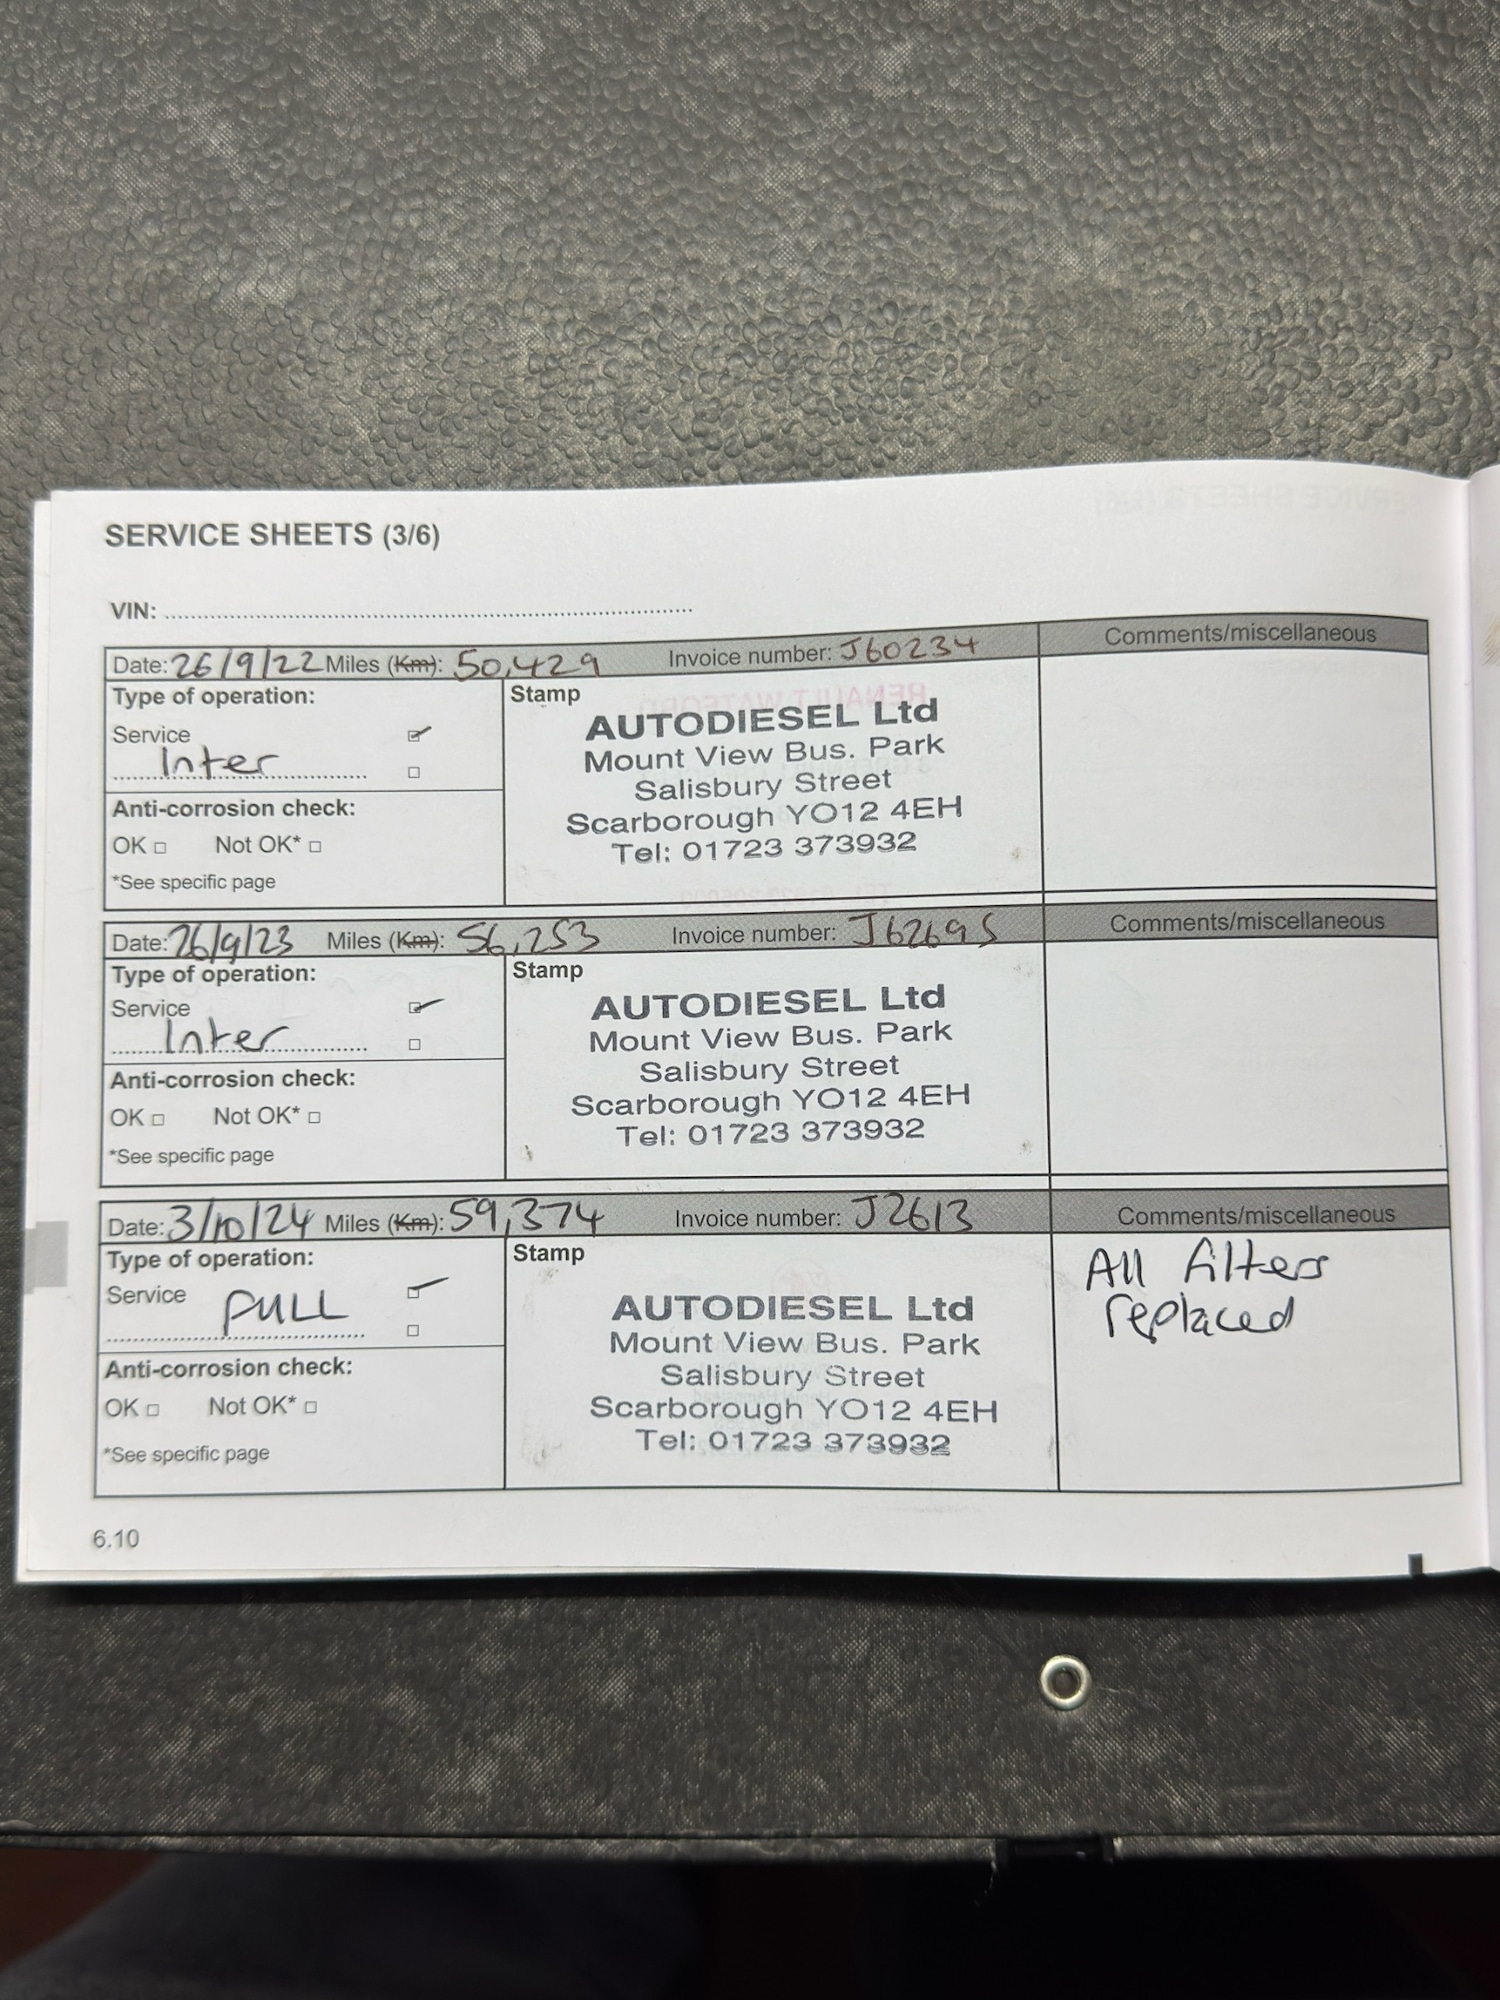 SERVICE SHEETS (3/6)
VIN:
Date: 26/9/22 Miles (Km): 50,429 Invoice number: J60234 Comments/miscellaneous
Type of operation:
Service
Inter
Anti-corrosion check:
OK Not OK*
*See specific page
Stamp
AUTODIESEL Ltd
Mount View Bus. Park
Salisbury Street
Scarborough YO12 4EH
Tel: 01723 373932
Date: 26/9/23 Miles (Km): 56,253 Invoice number: J62695 Comments/miscellaneous
Type of operation:
Service
Inter
Anti-corrosion check:
OK Not OK*
*See specific page
Stamp
AUTODIESEL Ltd
Mount View Bus. Park
Salisbury Street
Scarborough YO12 4EH
Tel: 01723 373932
Date: 3/10/24 Miles (Km): 59,374 Invoice number: J2613 Comments/miscellaneous
Type of operation:
Service FULL
Anti-corrosion check:
OK Not OK*
*See specific page
Stamp
AUTODIESEL Ltd
Mount View Bus. Park
Salisbury Street
Scarborough YO12 4EH
Tel: 01723 373932
All filters
replaced
6.10